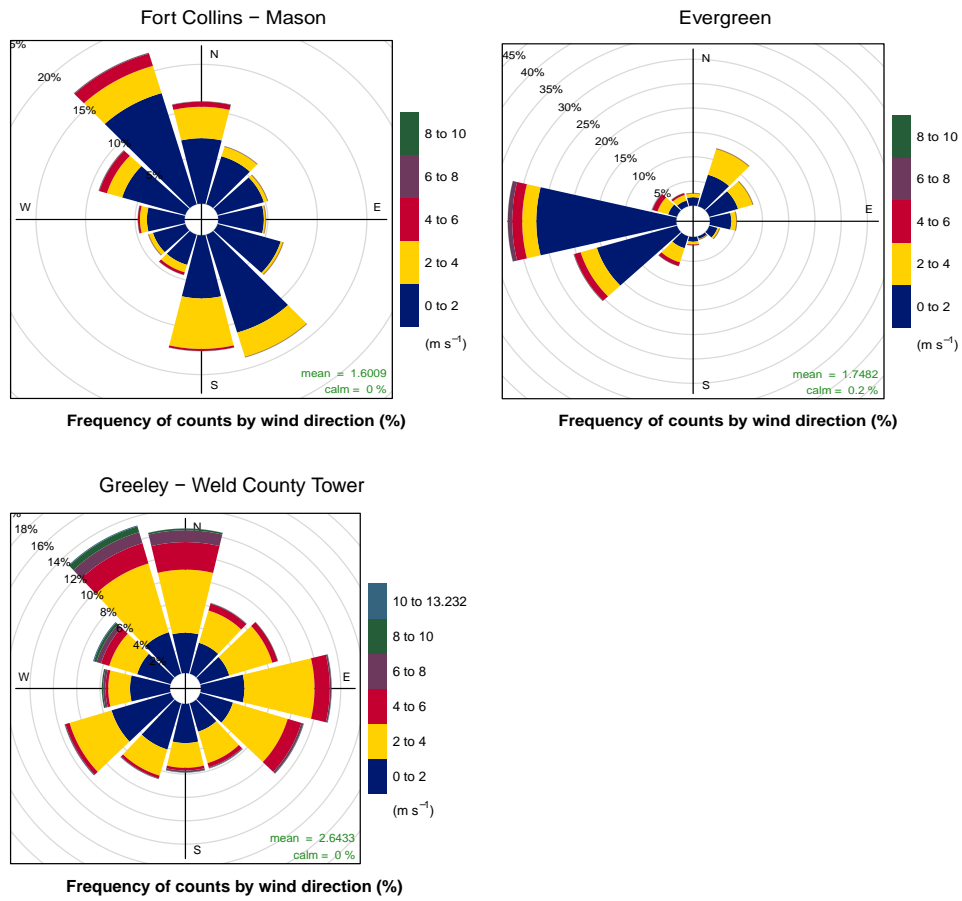 Fort Collins − Mason
5%
20%
15%
10%
5%
N
W
E
S
8 to 10
6 to 8
4 to 6
2 to 4
0 to 2
(m s⁻¹)
mean = 1.6009
calm = 0 %
Frequency of counts by wind direction (%)
Evergreen
45%
40%
35%
30%
25%
20%
15%
10%
5%
N
E
S
8 to 10
6 to 8
4 to 6
2 to 4
0 to 2
(m s⁻¹)
mean = 1.7482
calm = 0.2 %
Frequency of counts by wind direction (%)
Greeley − Weld County Tower
%
18%
16%
14%
12%
10%
8%
6%
4%
2%
N
W
E
S
10 to 13.232
8 to 10
6 to 8
4 to 6
2 to 4
0 to 2
(m s⁻¹)
mean = 2.6433
calm = 0 %
Frequency of counts by wind direction (%)